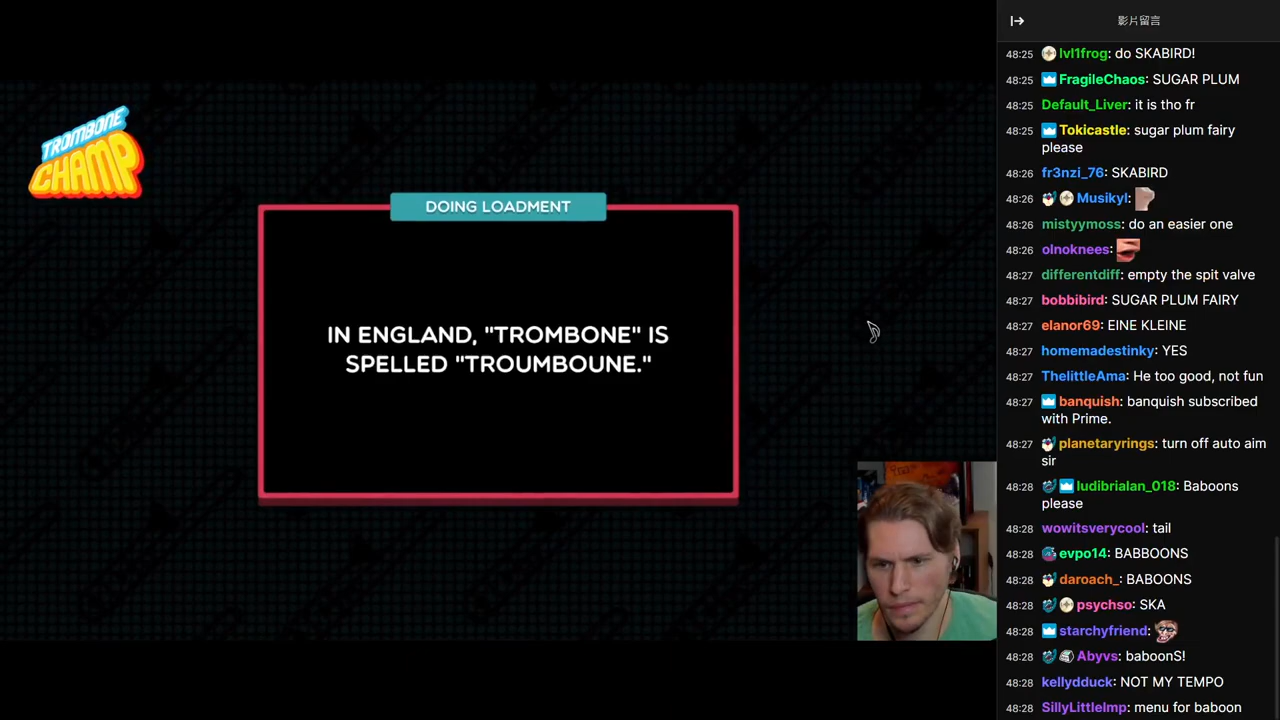 TROMBONE
CHAMP
DOING LOADMENT
IN ENGLAND, "TROMBONE" IS
SPELLED "TROUMBOUNE."
影片留言
48:25 lvl1frog: do SKABIRD!
48:25 FragileChaos: SUGAR PLUM
48:25 Default_Liver: it is tho fr
48:25 Tokicastle: sugar plum fairy
please
48:26 fr3nzi_76: SKABIRD
48:26 Musikyl:
48:26 mistyymoss: do an easier one
48:26 olnoknees:
48:27 differentdiff: empty the spit valve
48:27 bobbibird: SUGAR PLUM FAIRY
48:27 elanor69: EINE KLEINE
48:27 homemadestinky: YES
48:27 ThelittleAma: He too good, not fun
48:27 banquish: banquish subscribed
with Prime.
48:27 planetaryrings: turn off auto aim
sir
48:28 ludibrialan_018: Baboons
please
48:28 wowitsverycool: tail
48:28 evpo14: BABBOONS
48:28 daroach_: BABOONS
48:28 psychso: SKA
48:28 starchyfriend:
48:28 Abyvs: baboonS!
48:28 kellydduck: NOT MY TEMPO
48:28 SillyLittleImp: menu for baboon